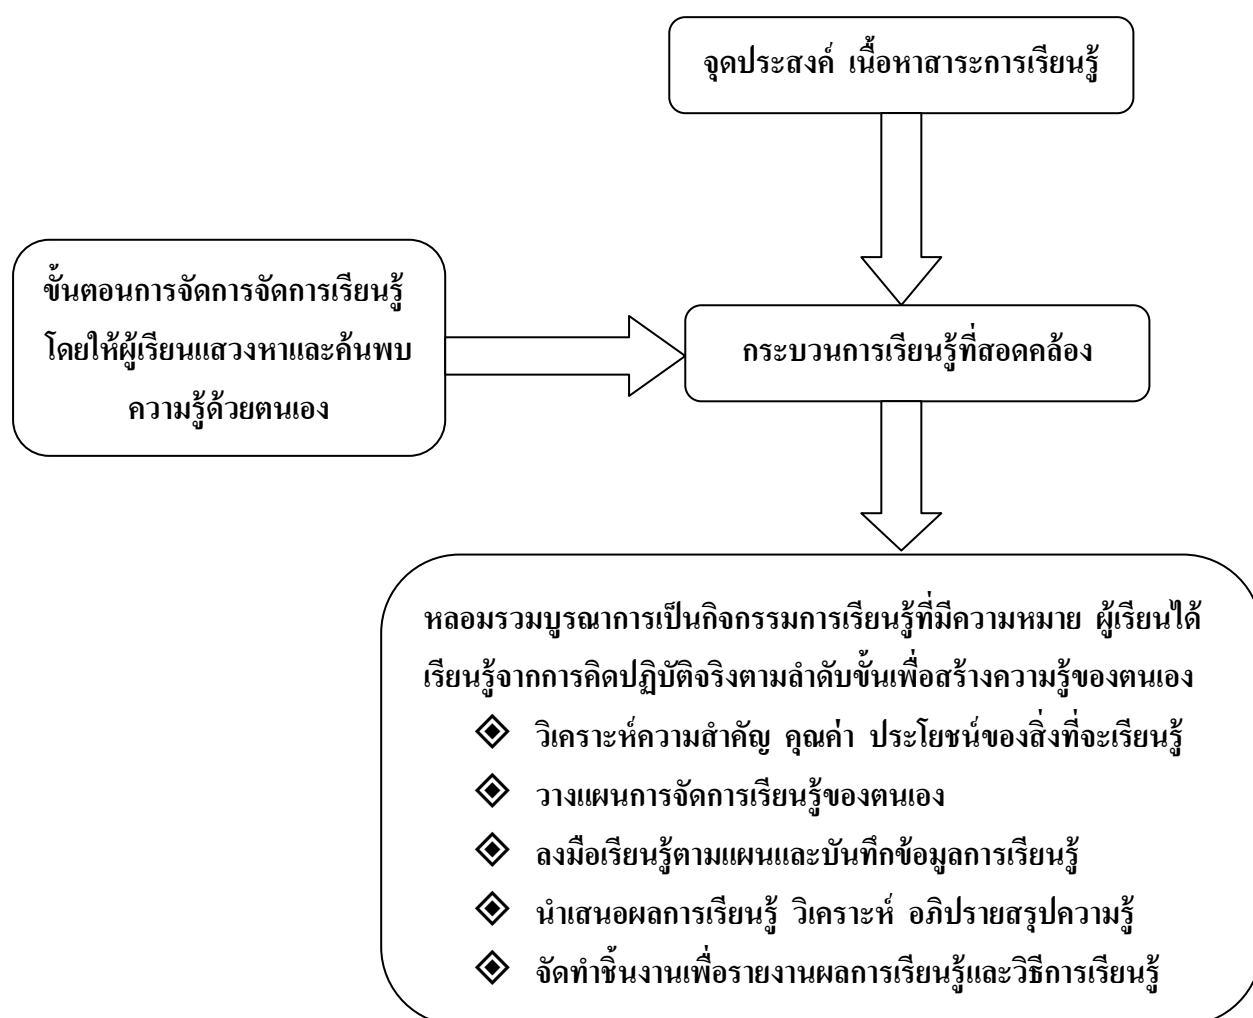 จุดประสงค์ เนื้อหาสาระการเรียนรู้
ขั้นตอนการจัดการจัดการเรียนรู้
โดยให้ผู้เรียนแสวงหาและค้นพบ
ความรู้ด้วยตนเอง
กระบวนการเรียนรู้ที่สอดคล้อง
หลอมรวมบูรณาการเป็นกิจกรรมการเรียนรู้ที่มีความหมาย ผู้เรียนได้
เรียนรู้จากการคิดปฏิบัติจริงตามลำดับขั้นเพื่อสร้างความรู้ของตนเอง
วิเคราะห์ความสำคัญ คุณค่า ประโยชน์ของสิ่งที่จะเรียนรู้
วางแผนการจัดการเรียนรู้ของตนเอง
ลงมือเรียนรู้ตามแผนและบันทึกข้อมูลการเรียนรู้
นำเสนอผลการเรียนรู้ วิเคราะห์ อภิปรายสรุปความรู้
จัดทำชิ้นงานเพื่อรายงานผลการเรียนรู้และวิธีการเรียนรู้